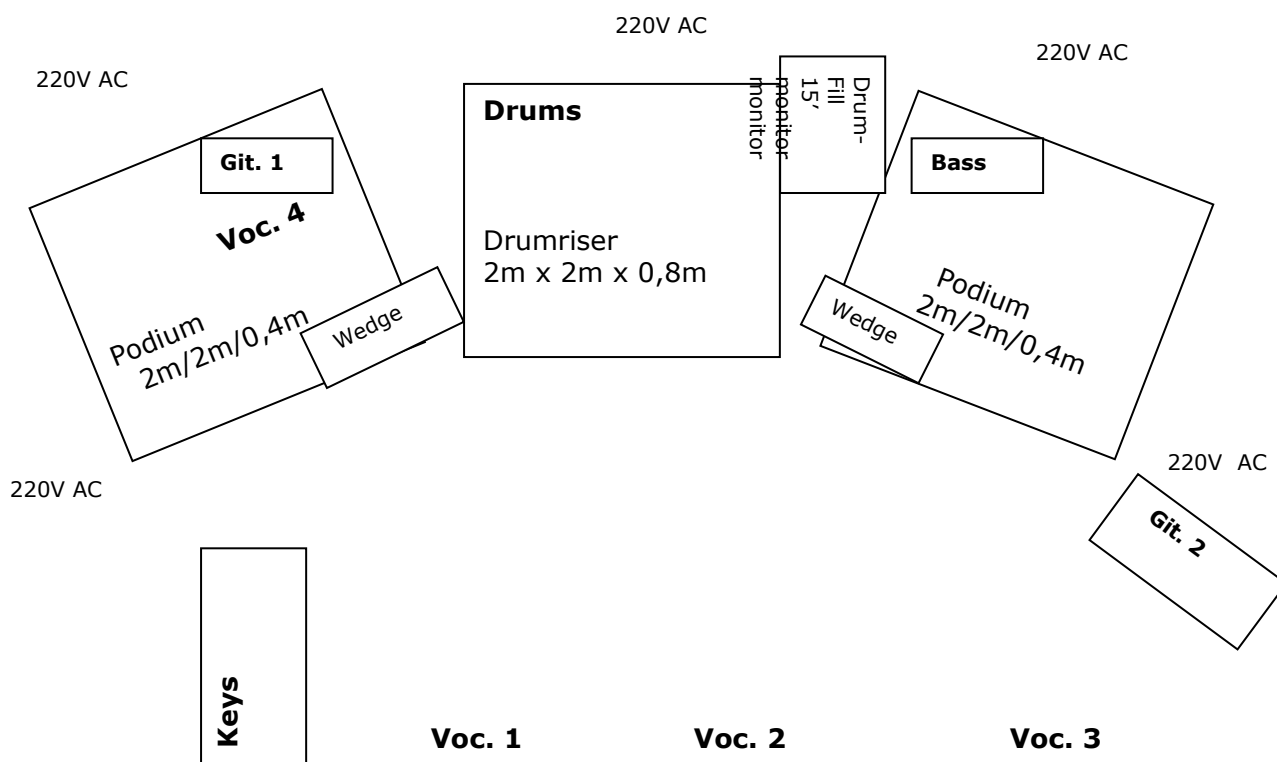 220V AC
220V AC
220V AC
Drums
Drum-
Fill
15’
monitor
monitor
Git. 1
Bass
Voc. 4
Drumriser
2m x 2m x 0,8m
Podium
2m/2m/0,4m
Wedge
Wedge
Podium
2m/2m/0,4m
220V AC
220V  AC
Git. 2
Keys
Voc. 1
Voc. 2
Voc. 3